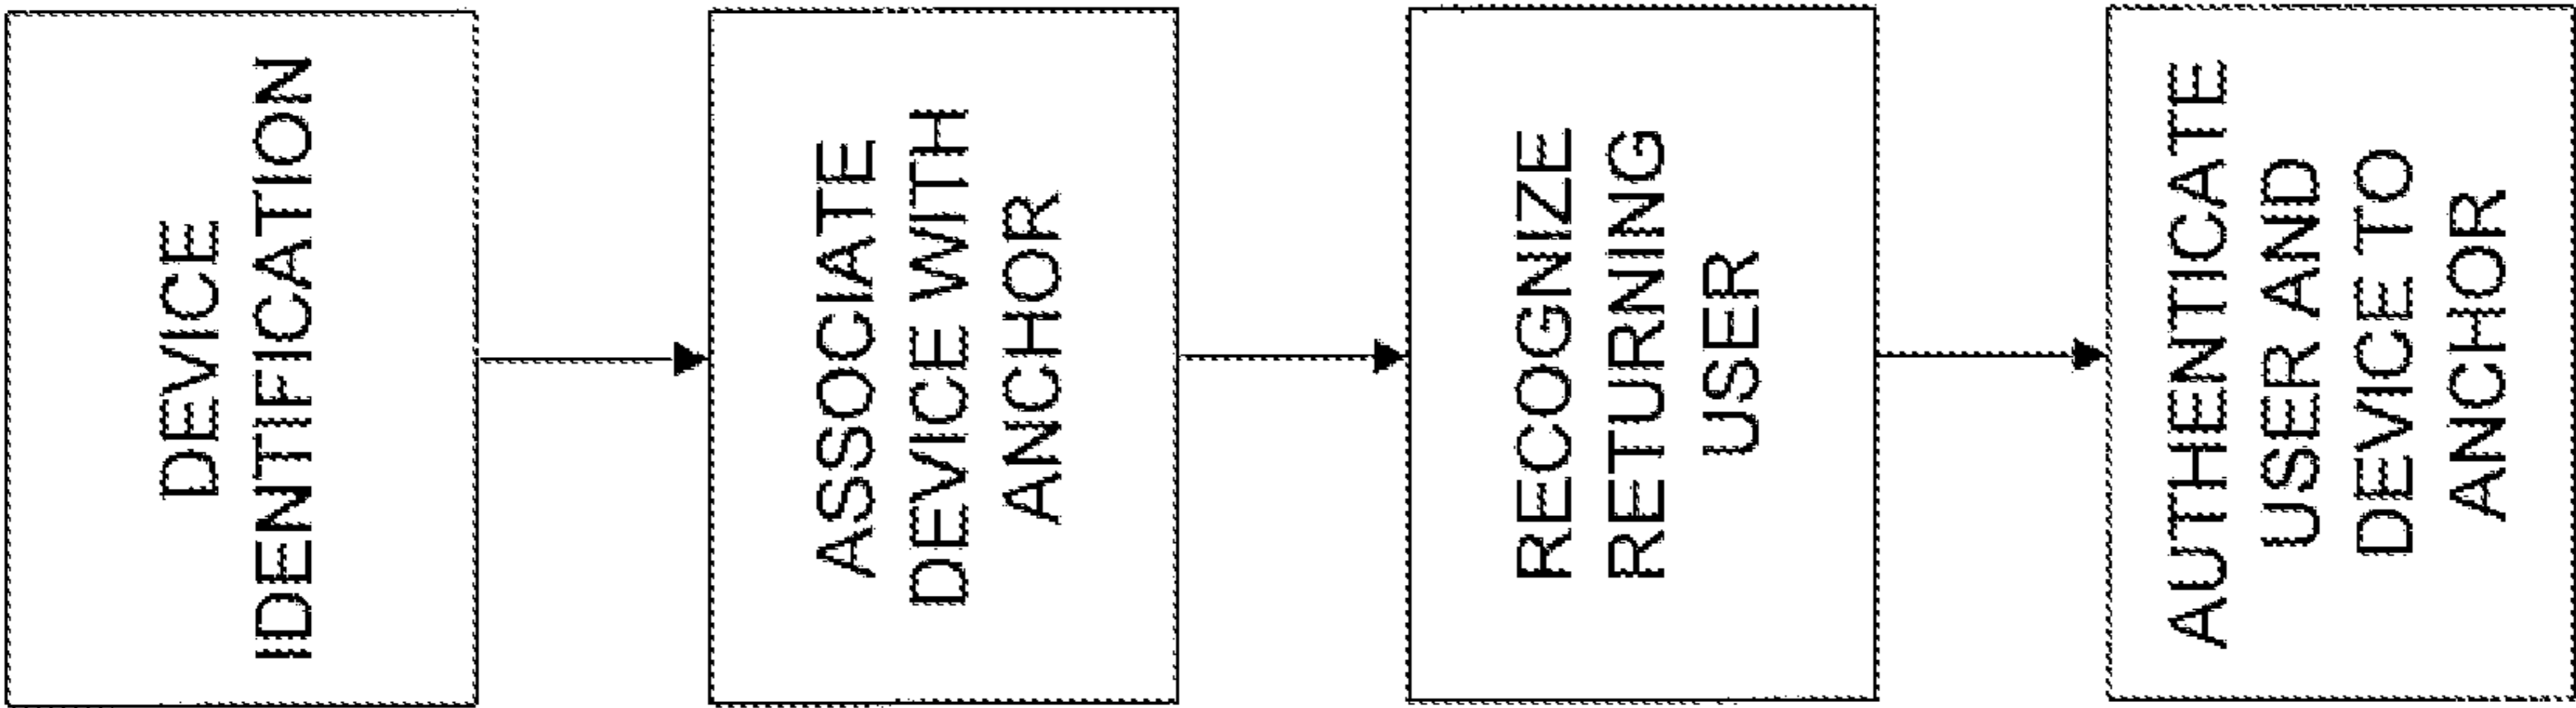 DEVICE
IDENTIFICATION
ASSOCIATE
DEVICE WITH
ANCHOR
RECOGNIZE
RETURNING
USER
AUTHENTICATE
USER AND
DEVICE TO
ANCHOR